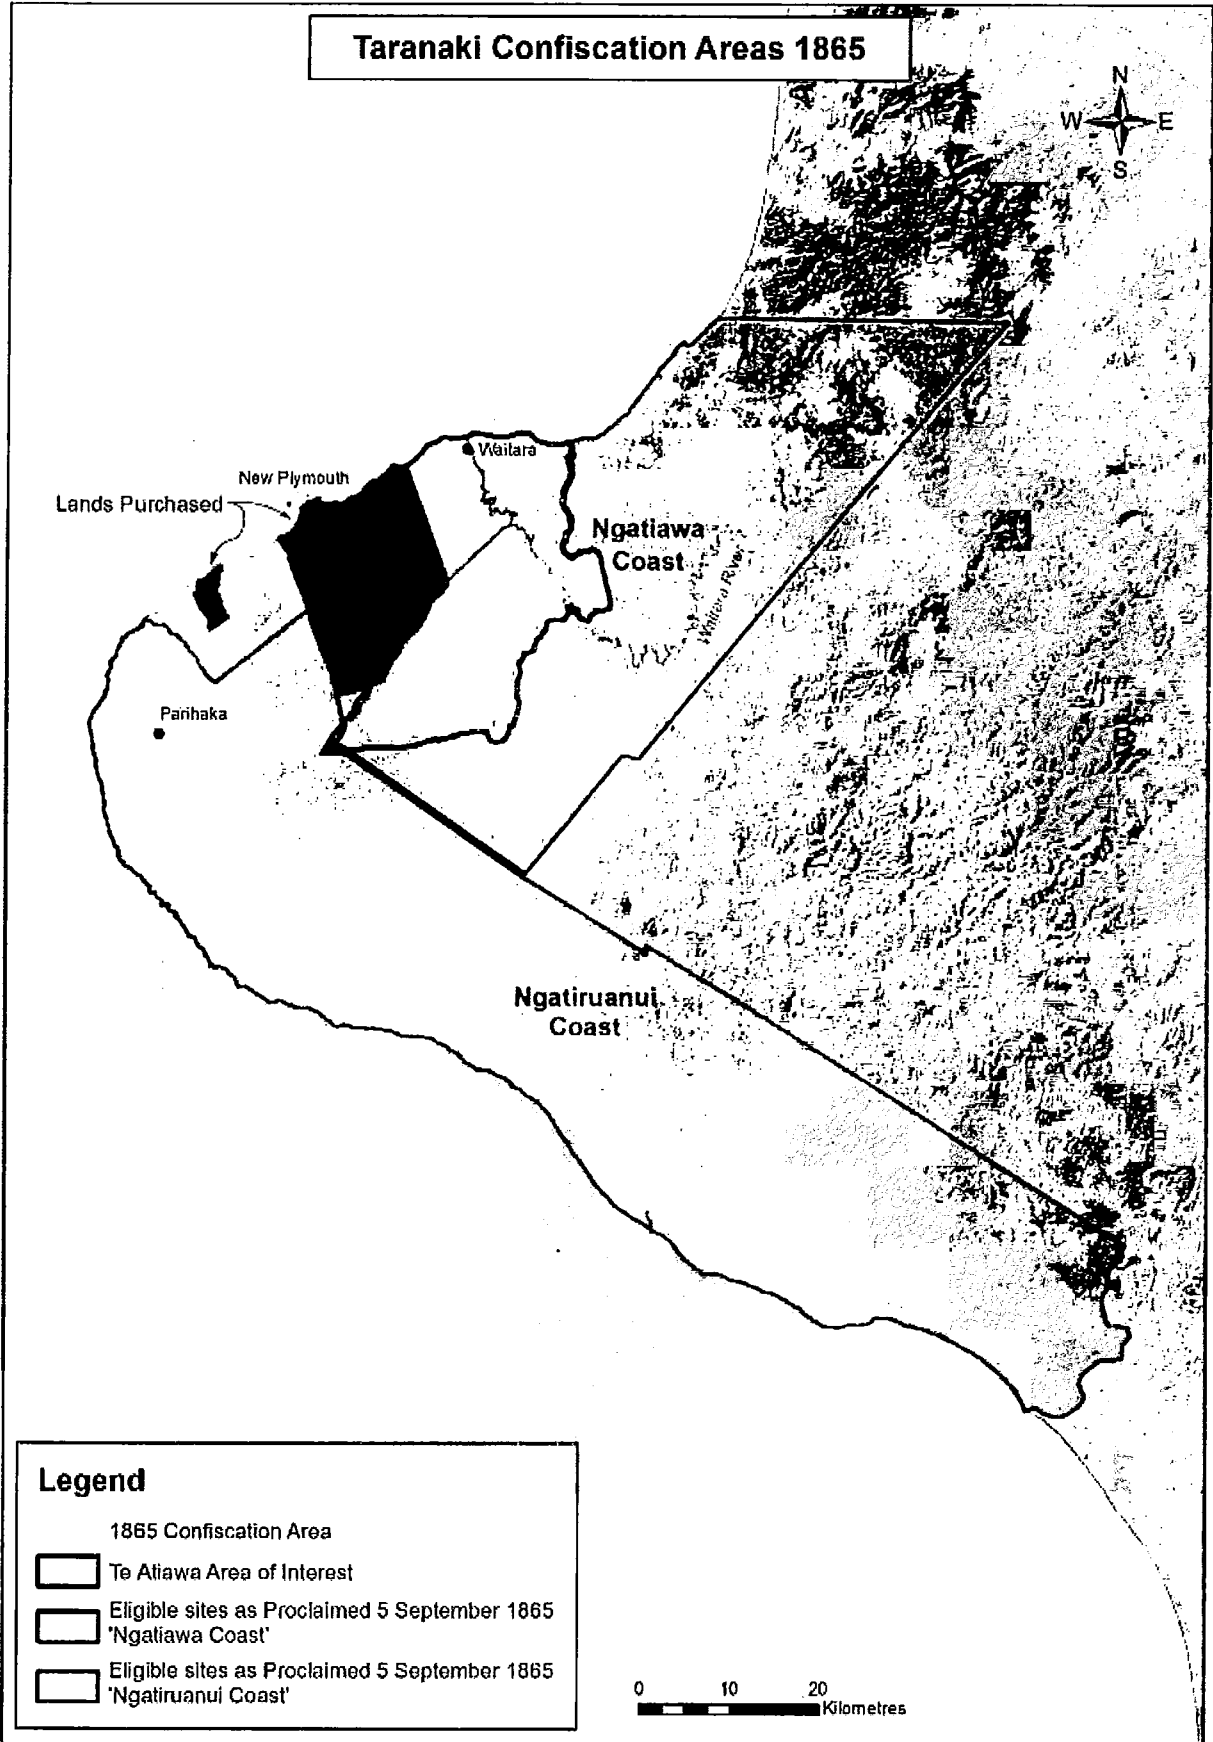 Taranaki Confiscation Areas 1865
N
W
E
S
Waitara
New Plymouth
Lands Purchased
Ngatiawa
Coast
Waitara River
Parihaka
Ngatiruanui
Coast
Legend
1865 Confiscation Area
Te Atiawa Area of Interest
Eligible sites as Proclaimed 5 September 1865
'Ngatiawa Coast'
Eligible sites as Proclaimed 5 September 1865
'Ngatiruanui Coast'
0 10 20
Kilometres